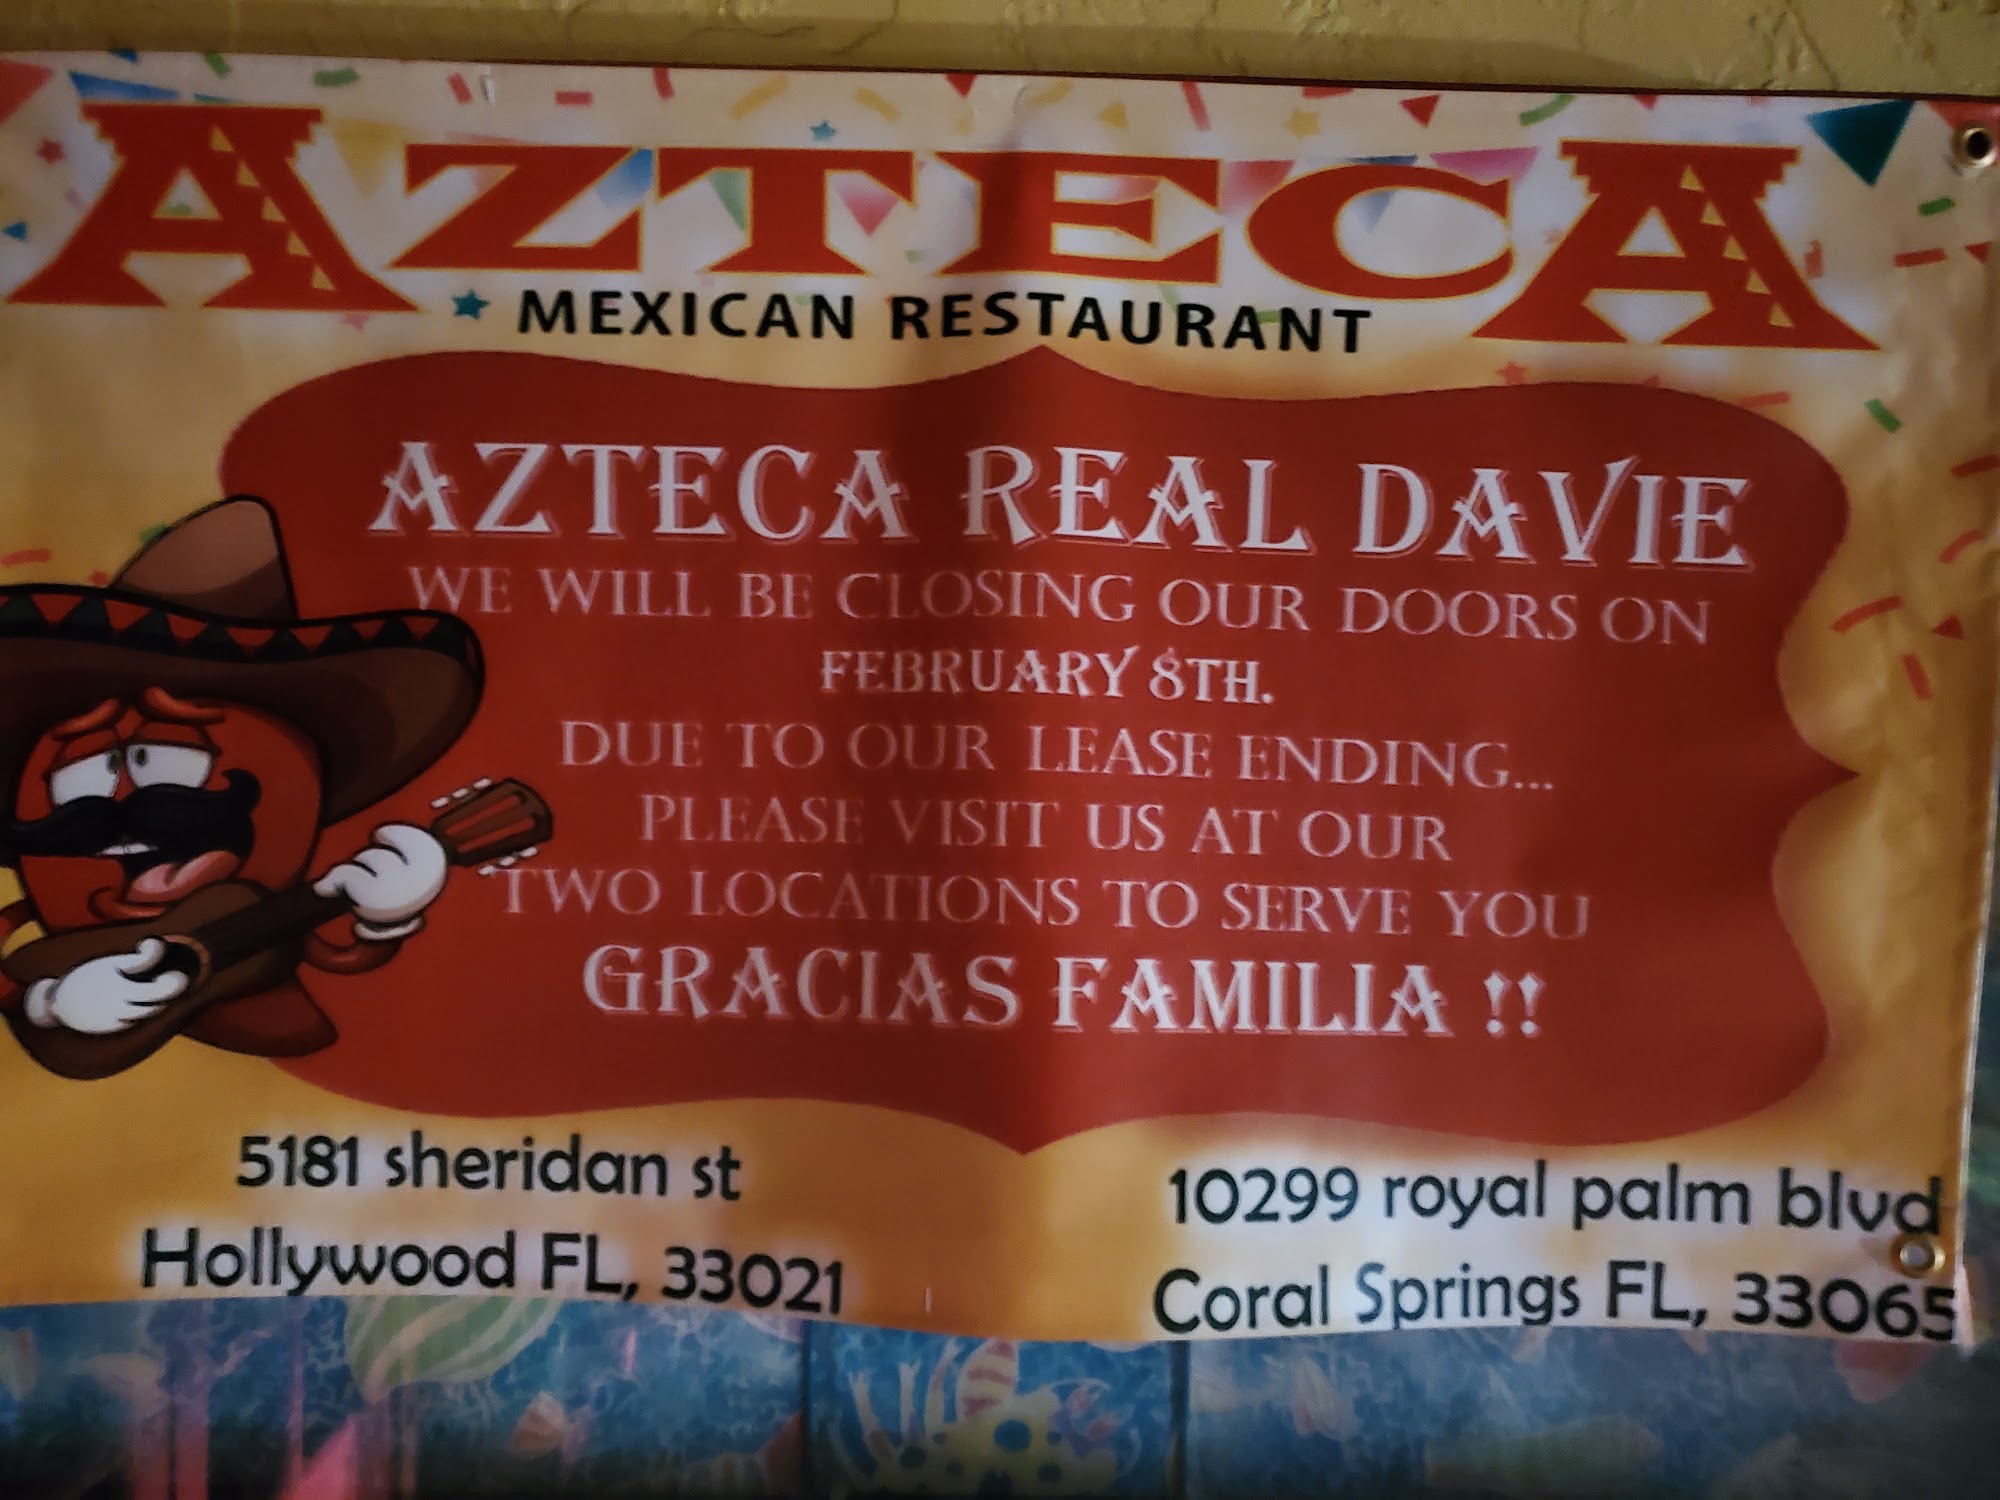 AZTECA
MEXICAN RESTAURANT
AZTECA REAL DAVIE
WE WILL BE CLOSING OUR DOORS ON
FEBRUARY 8TH.
DUE TO OUR LEASE ENDING...
PLEASE VISIT US AT OUR
TWO LOCATIONS TO SERVE YOU
GRACIAS FAMILIA !!
5181 sheridan st
Hollywood FL, 33021
10299 royal palm blvd
Coral Springs FL, 33065